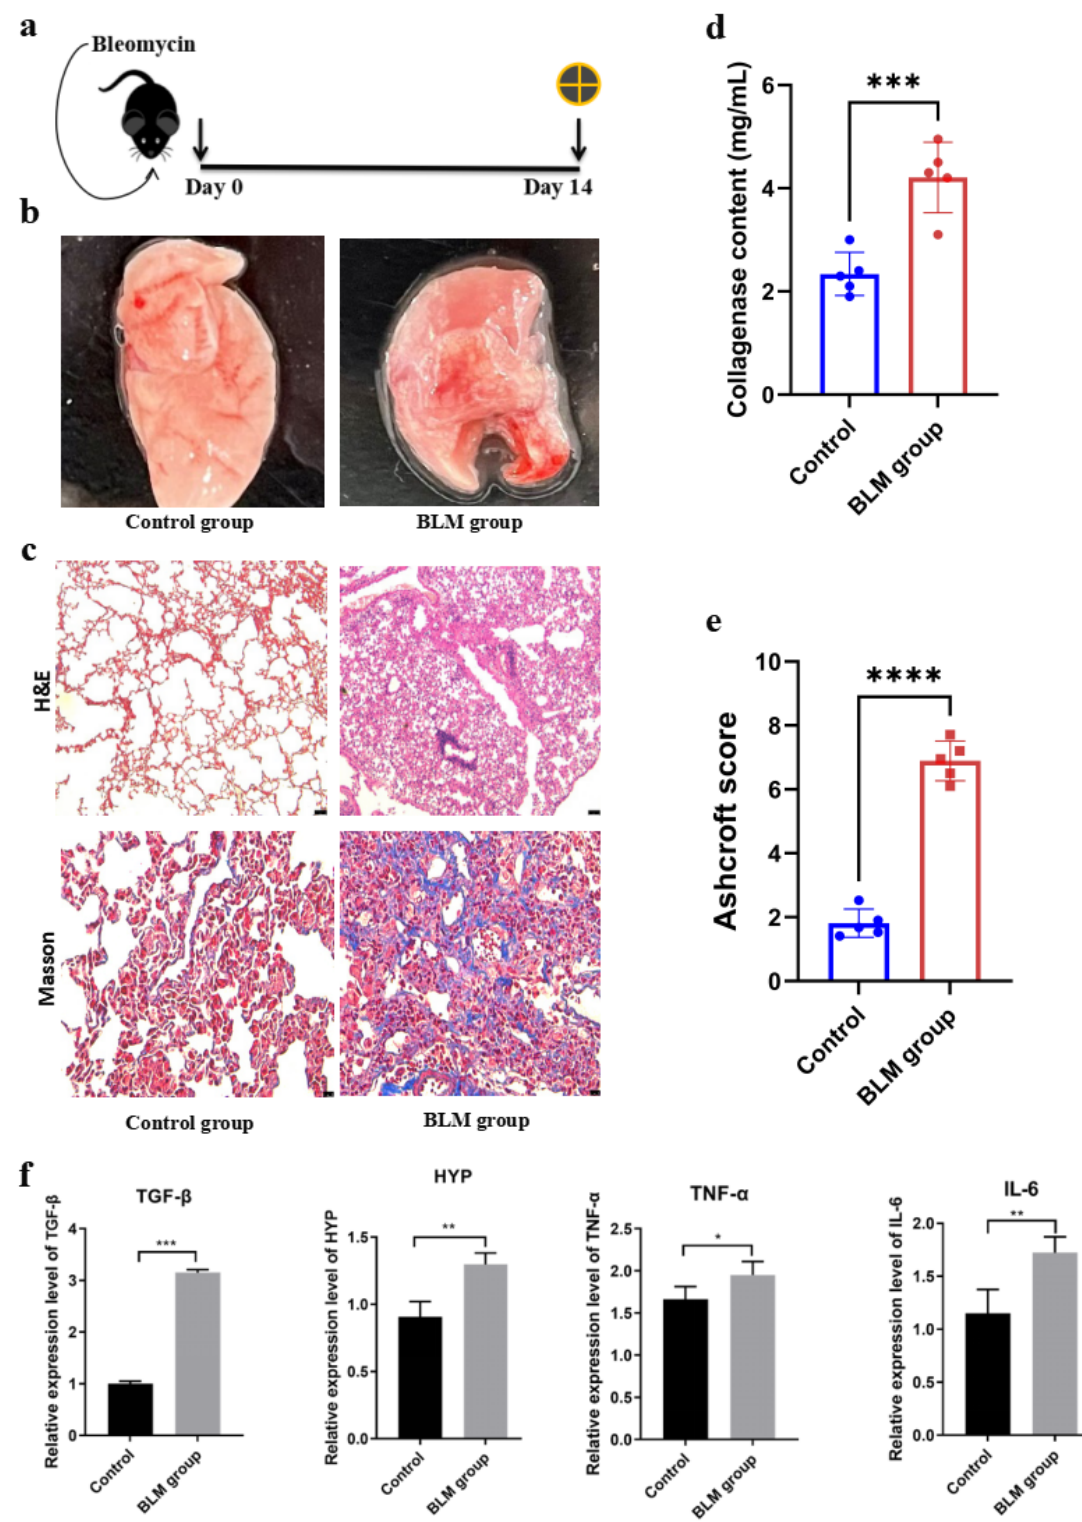 a
Bleomycin
Day 0
Day 14
b
Control group
BLM group
c
H&E
Masson
Control group
BLM group
d
Collagenase content (mg/mL)
6
4
2
0
***
Control
BLM group
e
Ashcroft score
10
8
6
4
2
0
****
Control
BLM group
f
TGF-β
Relative expression level of TGF-β
4
3
2
1
0
***
Control
BLM group
HYP
Relative expression level of HYP
1.5
1.0
0.5
0.0
**
Control
BLM group
TNF-α
Relative expression level of TNF-α
2.5
2.0
1.5
1.0
0.5
0.0
*
Control
BLM group
IL-6
Relative expression level of IL-6
2.0
1.5
1.0
0.5
0.0
**
Control
BLM group